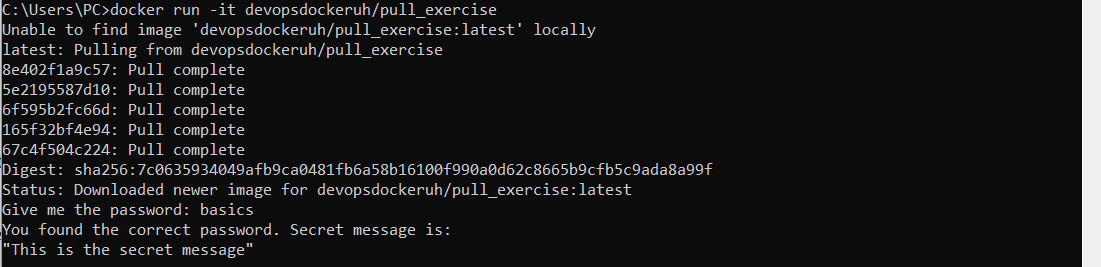 C:\Users\PC>docker run -it devopsdockeruh/pull_exercise
Unable to find image 'devopsdockeruh/pull_exercise:latest' locally
latest: Pulling from devopsdockeruh/pull_exercise
8e402f1a9c57: Pull complete
5e2195587d10: Pull complete
6f595b2fc66d: Pull complete
165f32bf4e94: Pull complete
67c4f504c224: Pull complete
Digest: sha256:7c0635934049afb9ca0481fb6a58b16100f990a0d62c8665b9cfb5c9ada8a99f
Status: Downloaded newer image for devopsdockeruh/pull_exercise:latest
Give me the password: basics
You found the correct password. Secret message is:
"This is the secret message"